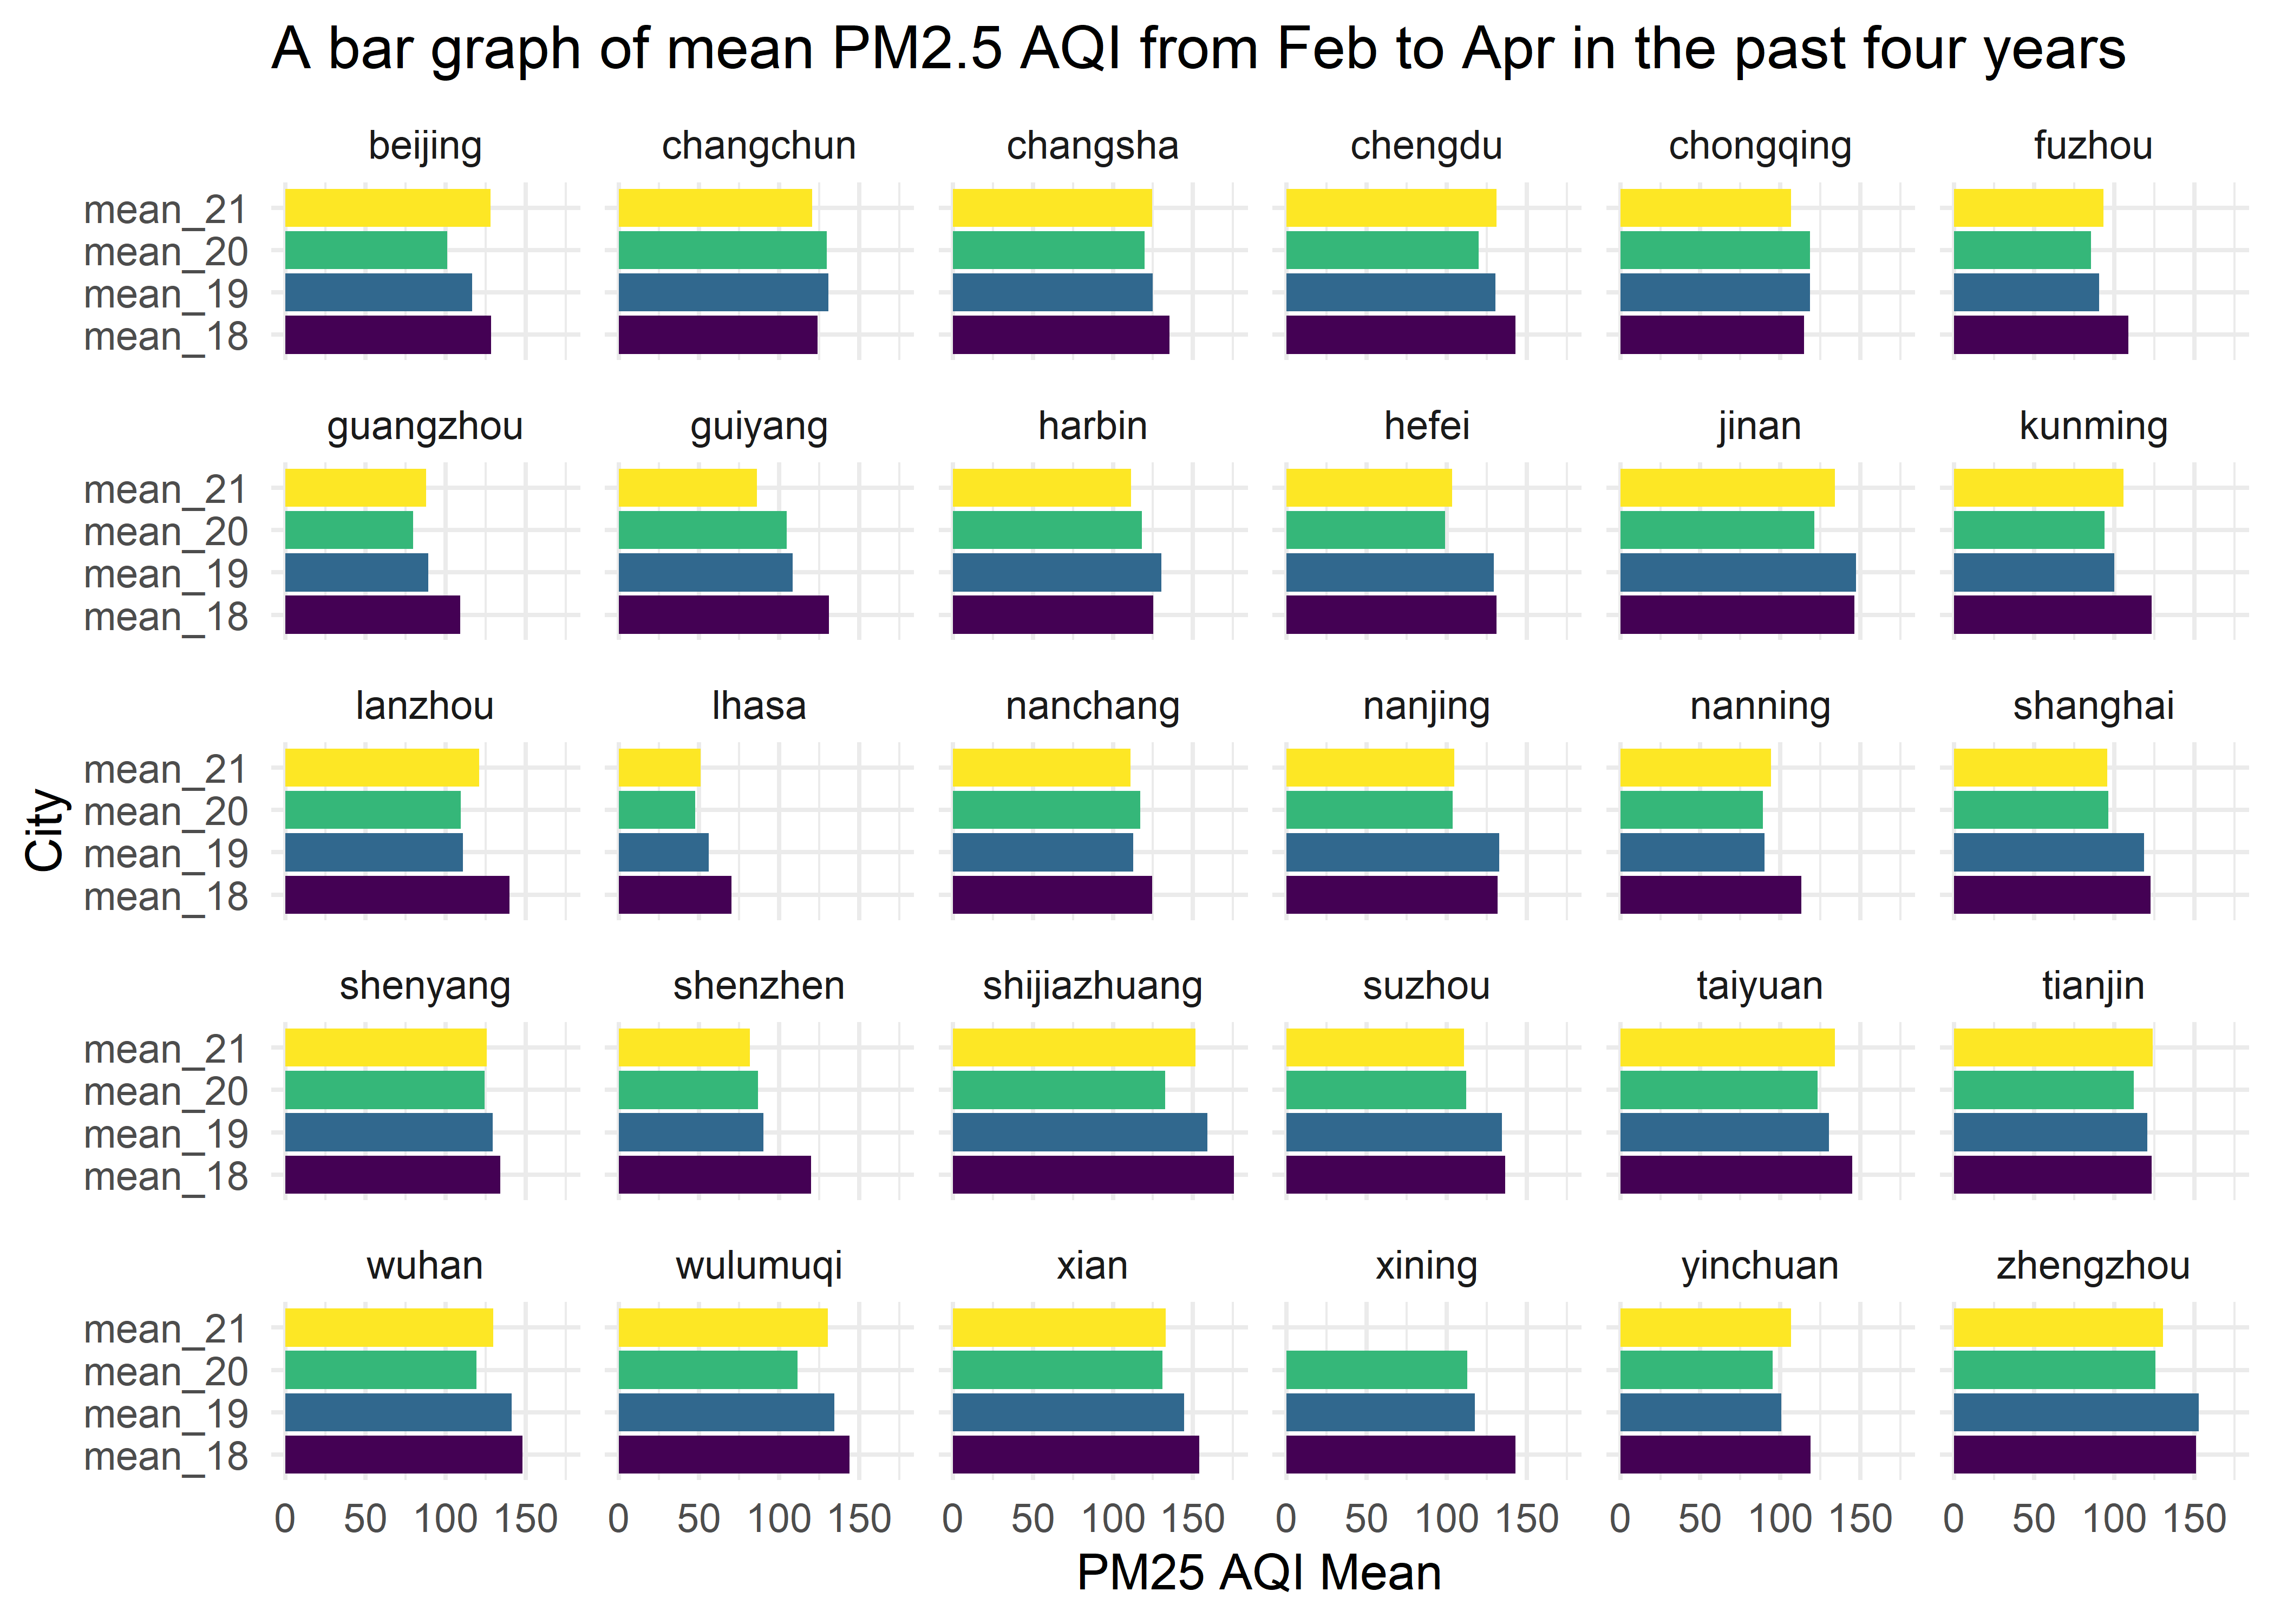 A bar graph of mean PM2.5 AQI from Feb to Apr in the past four years
beijing changchun changsha chengdu chongqing fuzhou
mean_21
mean_20
mean_19
mean_18
guangzhou guiyang harbin hefei jinan kunming
mean_21
mean_20
mean_19
mean_18
lanzhou lhasa nanchang nanjing nanning shanghai
mean_21
mean_20
mean_19
mean_18
City
shenyang shenzhen shijiazhuang suzhou taiyuan tianjin
mean_21
mean_20
mean_19
mean_18
wuhan wulumuqi xian xining yinchuan zhengzhou
mean_21
mean_20
mean_19
mean_18
0 50 100 150 0 50 100 150 0 50 100 150 0 50 100 150 0 50 100 150 0 50 100 150
PM25 AQI Mean